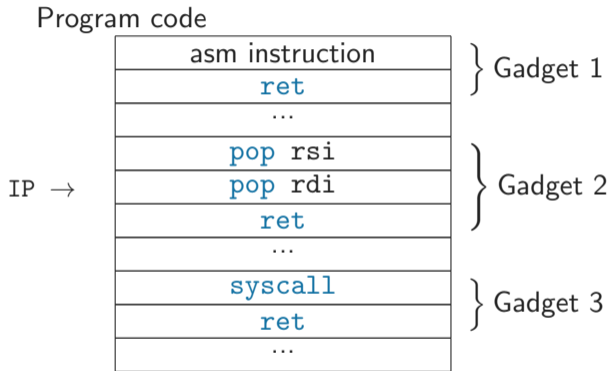 Program code
asm instruction
ret
Gadget 1
...
pop rsi
IP → pop rdi
Gadget 2
ret
...
syscall
ret
Gadget 3
...